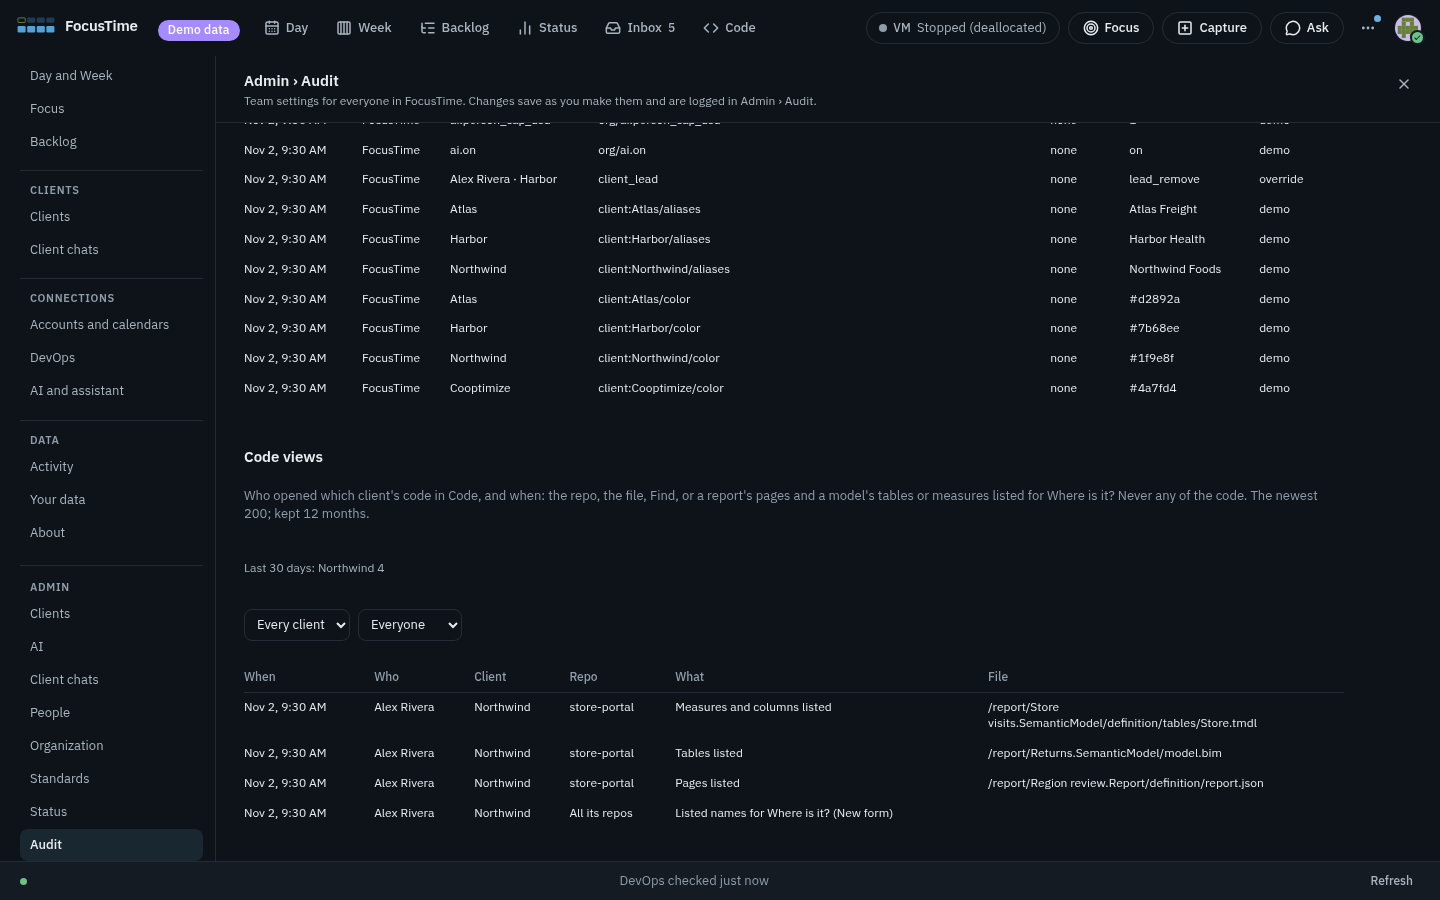 FocusTime
Demo data
Day
Week
Backlog
Status
Inbox 5
Code
VM Stopped (deallocated)
Focus
Capture
Ask
Day and Week
Focus
Backlog
CLIENTS
Clients
Client chats
CONNECTIONS
Accounts and calendars
DevOps
AI and assistant
DATA
Activity
Your data
About
ADMIN
Clients
AI
Client chats
People
Organization
Standards
Status
Audit
Admin › Audit
Team settings for everyone in FocusTime. Changes save as you make them and are logged in Admin › Audit.
Nov 2, 9:30 AM FocusTime ai.on org/ai.on none on demo
Nov 2, 9:30 AM FocusTime Alex Rivera · Harbor client_lead none lead_remove override
Nov 2, 9:30 AM FocusTime Atlas client:Atlas/aliases none Atlas Freight demo
Nov 2, 9:30 AM FocusTime Harbor client:Harbor/aliases none Harbor Health demo
Nov 2, 9:30 AM FocusTime Northwind client:Northwind/aliases none Northwind Foods demo
Nov 2, 9:30 AM FocusTime Atlas client:Atlas/color none #d2892a demo
Nov 2, 9:30 AM FocusTime Harbor client:Harbor/color none #7b68ee demo
Nov 2, 9:30 AM FocusTime Northwind client:Northwind/color none #1f9e8f demo
Nov 2, 9:30 AM FocusTime Cooptimize client:Cooptimize/color none #4a7fd4 demo
Code views
Who opened which client's code in Code, and when: the repo, the file, Find, or a report's pages and a model's tables or measures listed for Where is it? Never any of the code. The newest
200; kept 12 months.
Last 30 days: Northwind 4
Every client
Everyone
When Who Client Repo What File
Nov 2, 9:30 AM Alex Rivera Northwind store-portal Measures and columns listed /report/Store
visits.SemanticModel/definition/tables/Store.tmdl
Nov 2, 9:30 AM Alex Rivera Northwind store-portal Tables listed /report/Returns.SemanticModel/model.bim
Nov 2, 9:30 AM Alex Rivera Northwind store-portal Pages listed /report/Region review.Report/definition/report.json
Nov 2, 9:30 AM Alex Rivera Northwind All its repos Listed names for Where is it? (New form)
DevOps checked just now
Refresh